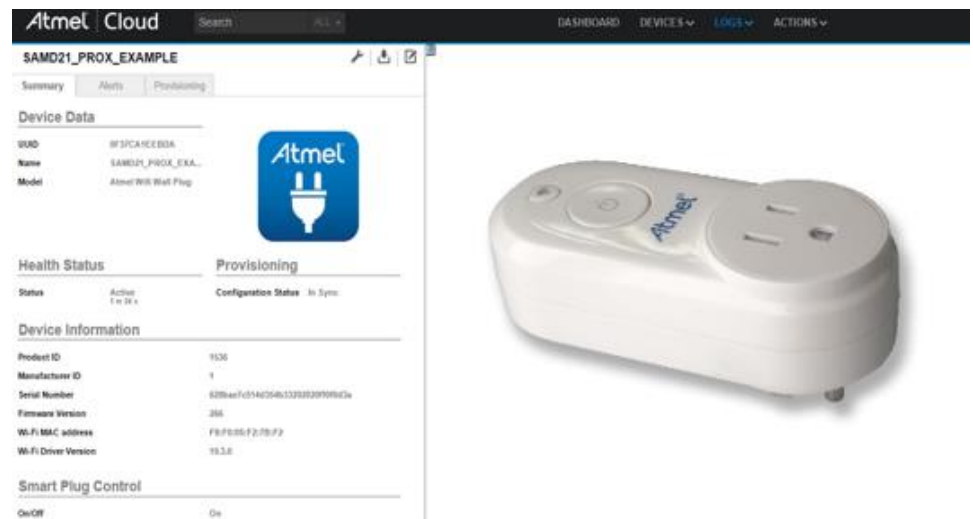 Atmel Cloud Search ALL DASHBOARD DEVICES LOGS ACTIONS
SAMD21_PROX_EXAMPLE
Summary Alerts Provisioning
Device Data
UUID
Name SAMD21_PROX_EXA...
Model Atmel Wifi Wall Plug
Atmel
Atmel
Health Status Provisioning
Status Active
Configuration Status In Sync
Device Information
Product ID 1536
Manufacturer ID 1
Serial Number
Firmware Version 266
Wi-Fi MAC address
Wi-Fi Driver Version
Smart Plug Control
On/Off On